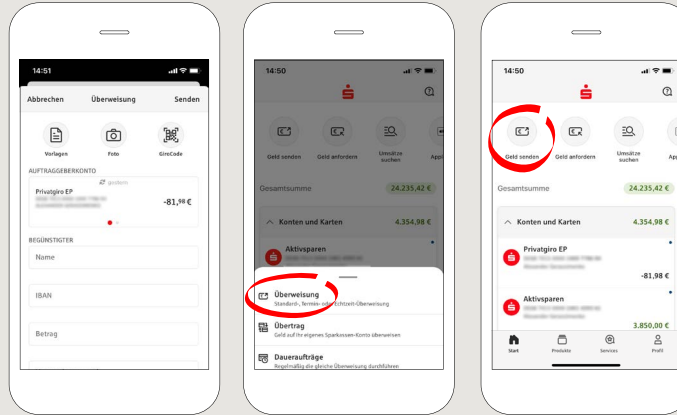 14:51
Abbrechen Überweisung Senden
Vorlagen Foto GiroCode
AUFTRAGGEBERKONTO
ändern
Privatgiro EP
-81,98 €
BEGÜNSTIGTER
Name
IBAN
Betrag
14:50
Geld senden Geld anfordern Umsätze suchen Appl
Gesamtsumme 24.235,42 €
Konten und Karten 4.354,98 €
Aktivsparen
Überweisung
Standard-, Termin- oder Echtzeit-Überweisung
Übertrag
Geld auf Ihr eigenes Sparkassen-Konto überweisen
Daueraufträge
Regelmäßig die gleiche Überweisung durchführen
14:50
Geld senden Geld anfordern Umsätze suchen Ap
Gesamtsumme 24.235,42 €
Konten und Karten 4.354,98 €
Privatgiro EP
-81,98 €
Aktivsparen
3.850,00 €
Start Produkte Services Profil